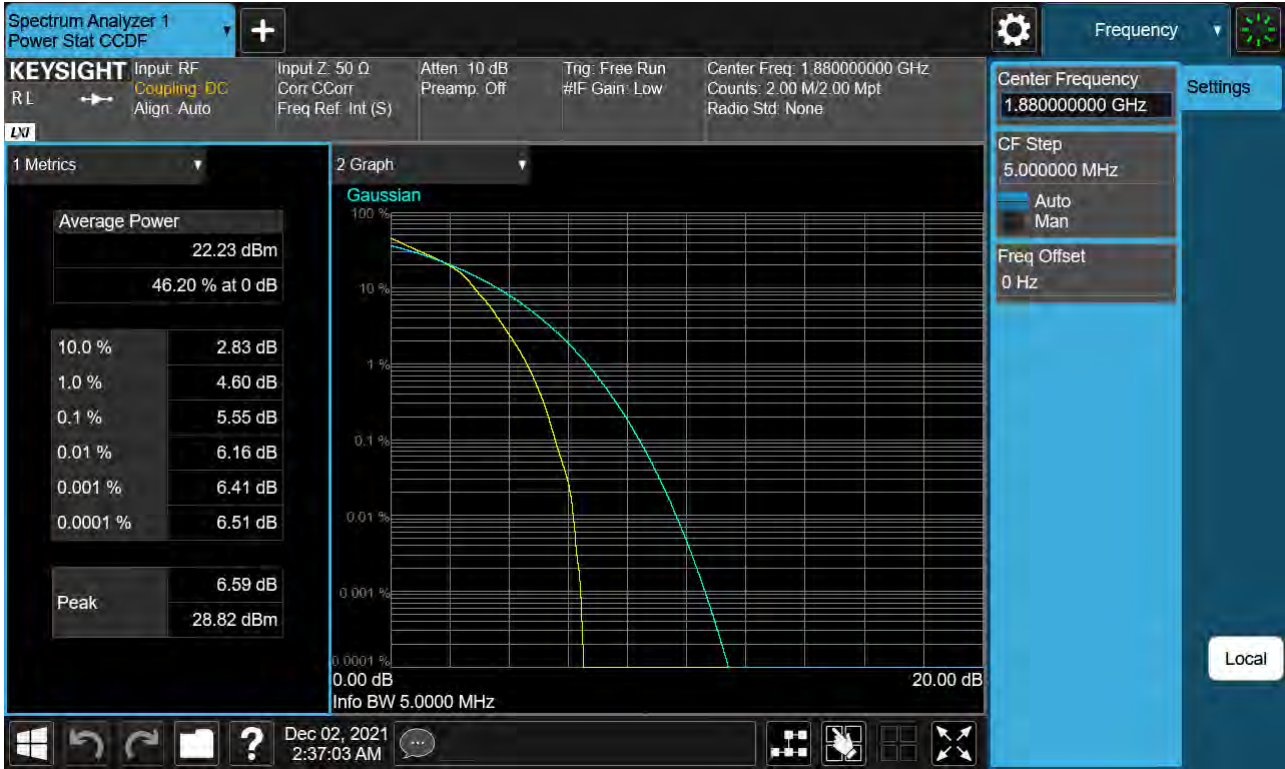 Spectrum Analyzer 1
Power Stat CCDF
Frequency
KEYSIGHT
R L
LXI
Input: RF
Coupling: DC
Align: Auto
Input Z: 50 Ω
Corr CCorr
Freq Ref: Int (S)
Atten: 10 dB
Preamp: Off
Trig: Free Run
#IF Gain: Low
Center Freq: 1.880000000 GHz
Counts: 2.00 M/2.00 Mpt
Radio Std: None
Center Frequency
1.880000000 GHz
CF Step
5.000000 MHz
Auto
Man
Freq Offset
0 Hz
Settings
Local
1 Metrics
Average Power
22.23 dBm
46.20 % at 0 dB
10.0 % 2.83 dB
1.0 % 4.60 dB
0.1 % 5.55 dB
0.01 % 6.16 dB
0.001 % 6.41 dB
0.0001 % 6.51 dB
Peak
6.59 dB
28.82 dBm
2 Graph
Gaussian
100 %
10 %
1 %
0.1 %
0.01 %
0.001 %
0.0001 %
0.00 dB 20.00 dB
Info BW 5.0000 MHz
?
Dec 02, 2021
2:37:03 AM